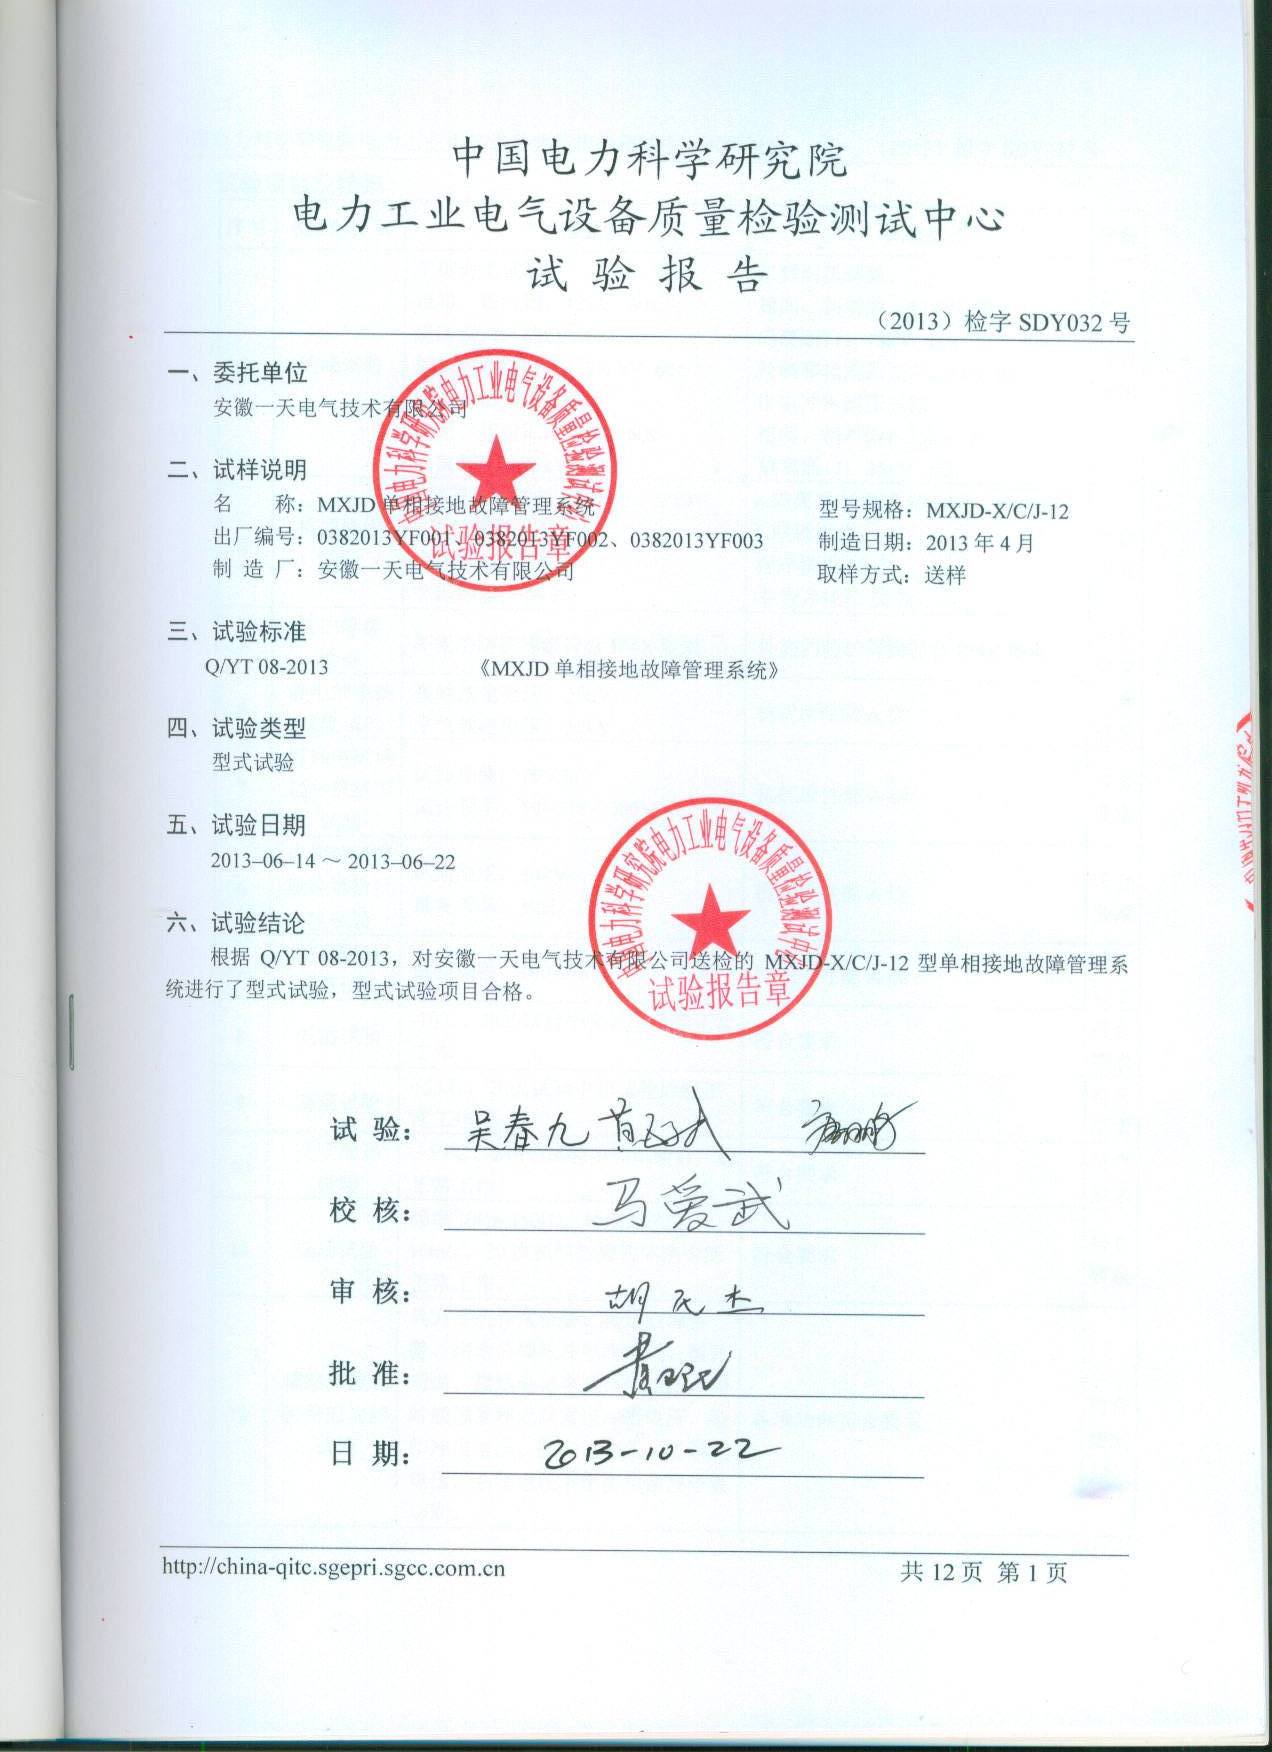 中国电力科学研究院
电力工业电气设备质量检验测试中心
试 验 报 告
（2013）检字 SDY032 号
一、委托单位
安徽一天电气技术有限公司
二、试样说明
名 称：MXJD 单相接地故障管理系统 型号规格：MXJD-X/C/J-12
出厂编号：0382013YF001、0382013YF002、0382013YF003 制造日期：2013 年 4 月
制 造 厂：安徽一天电气技术有限公司 取样方式：送样
中国电力科学研究院电力工业电气设备质量检验测试中心
试验报告章
三、试验标准
Q/YT 08-2013 《MXJD 单相接地故障管理系统》
四、试验类型
型式试验
五、试验日期
2013–06–14 ～ 2013–06–22
六、试验结论
根据 Q/YT 08-2013，对安徽一天电气技术有限公司送检的 MXJD-X/C/J-12 型单相接地故障管理系
统进行了型式试验，型式试验项目合格。
中国电力科学研究院电力工业电气设备质量检验测试中心
试验报告章
试 验： 吴春九
校 核： 马爱武
审 核：
批 准：
日 期： 2013-10-22
http://china-qitc.sgepri.sgcc.com.cn 共 12 页 第 1 页